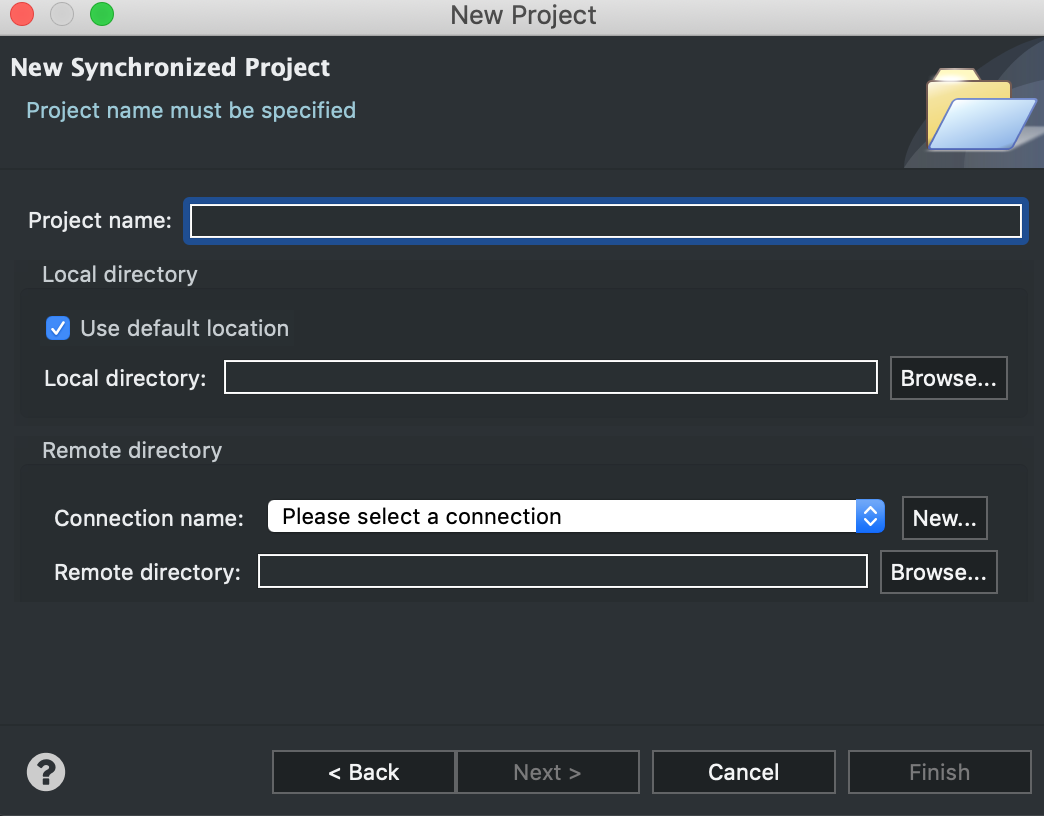 New Project
New Synchronized Project
Project name must be specified
Project name:
Local directory
Use default location
Local directory: Browse...
Remote directory
Connection name: Please select a connection New...
Remote directory: Browse...
? < Back Next > Cancel Finish